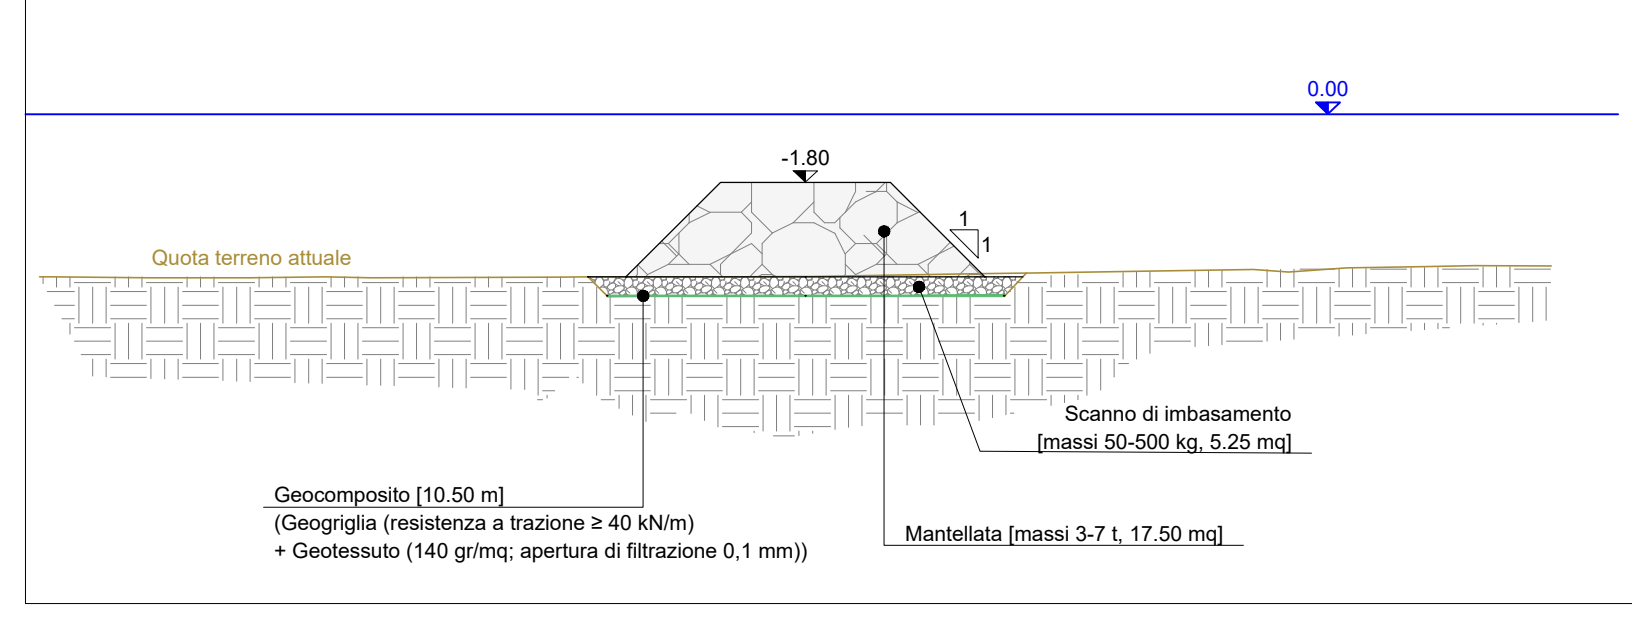 0.00
-1.80
1
1
Quota terreno attuale
Scanno di imbasamento
[massi 50-500 kg, 5.25 mq]
Geocomposito [10.50 m]
(Geogriglia (resistenza a trazione ≥ 40 kN/m)
+ Geotessuto (140 gr/mq; apertura di filtrazione 0,1 mm))
Mantellata [massi 3-7 t, 17.50 mq]